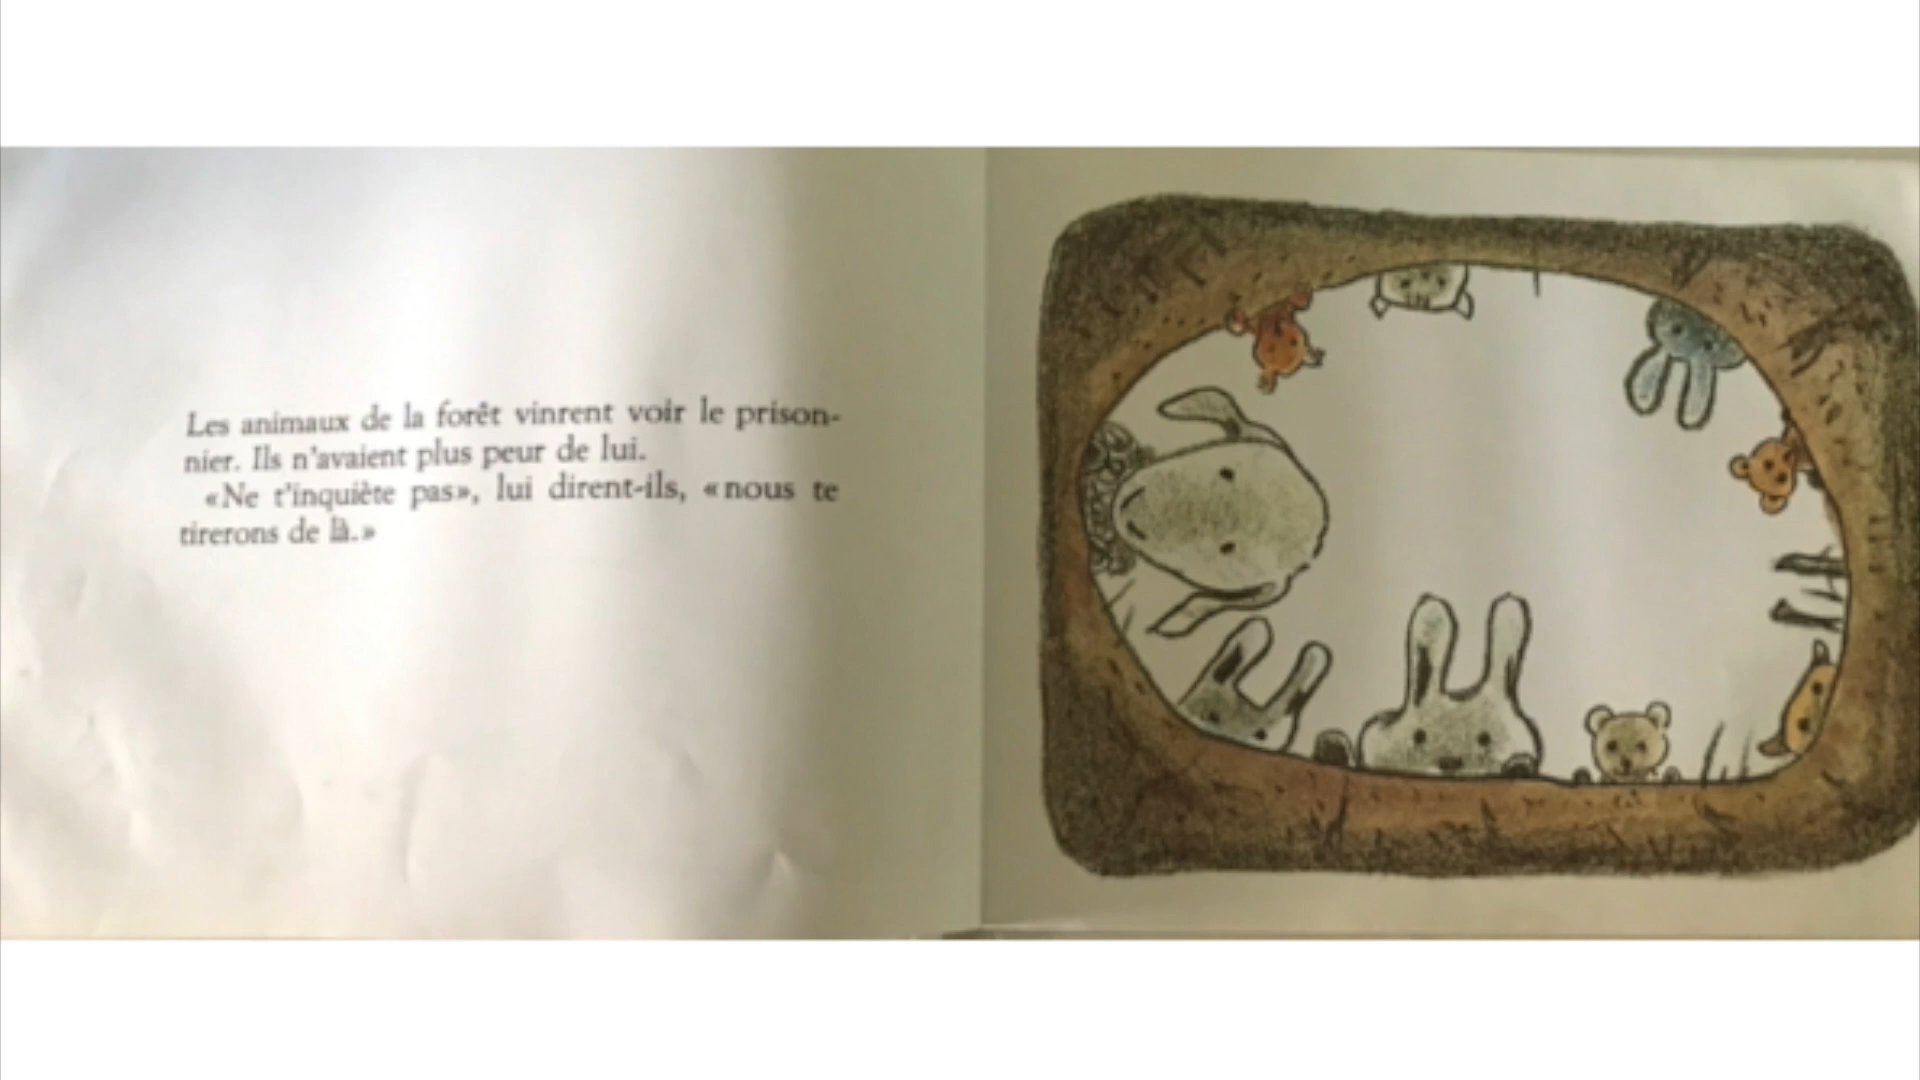 Les animaux de la forêt vinrent voir le prison-
nier. Ils n'avaient plus peur de lui.
«Ne t'inquiète pas», lui dirent-ils, «nous te
tirerons de là.»